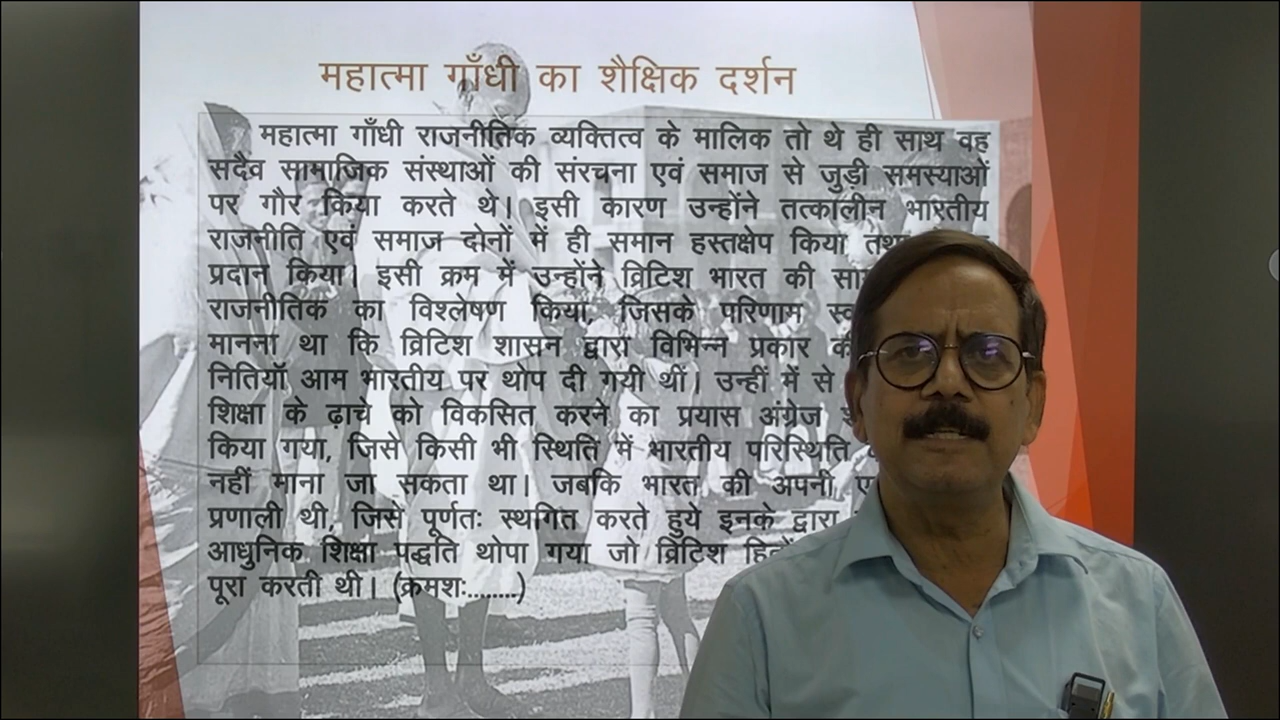 महात्मा गाँधी का शैक्षिक दर्शन
महात्मा गाँधी राजनीतिक व्यक्तित्व के मालिक तो थे ही साथ वह
सदैव सामाजिक संस्थाओं की संरचना एवं समाज से जुड़ी समस्याओं
पर गौर किया करते थे। इसी कारण उन्होंने तत्कालीन भारतीय
राजनीति एवं समाज दोनों में ही समान हस्तक्षेप किया
प्रदान किया। इसी क्रम में उन्होंने व्रिटिश भारत की
राजनीतिक का विश्लेषण किया, जिसके परिणाम
मानना था कि व्रिटिश शासन द्वारा विभिन्न प्रकार
नितियॉ आम भारतीय पर थोप दी गयी थीं। उन्हीं में से
शिक्षा के ढ़ाचे को विकसित करने का प्रयास अंग्रेज
किया गया, जिसे किसी भी स्थिति में भारतीय परिस्थिति
नहीं माना जा सकता था। जबकि भारत की अपनी
प्रणाली थी, जिसे पूर्णतः स्थगित करते हुये इनके द्वारा
आधुनिक शिक्षा पद्धति थोपा गया जो व्रिटिश
पूरा करती थी। (क्रमशः........)